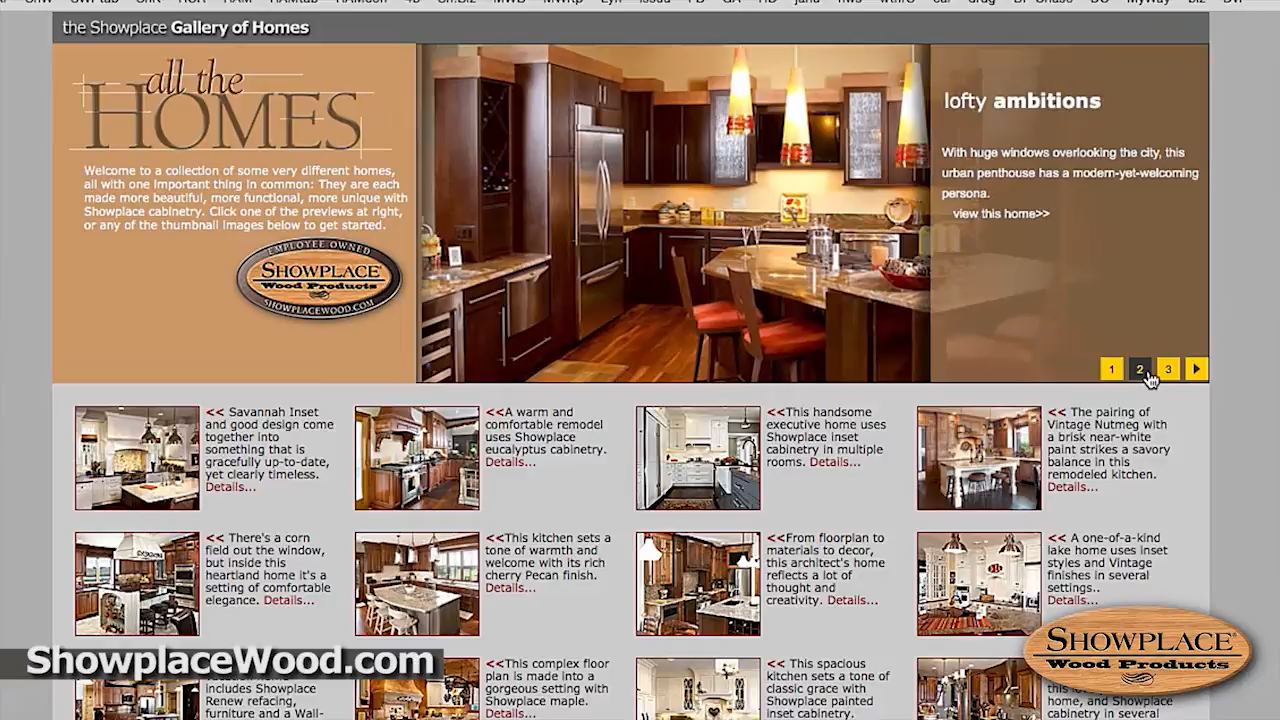 the Showplace Gallery of Homes
all the
HOMES
Welcome to a collection of some very different homes,
all with one important thing in common: They are each
made more beautiful, more functional, more unique with
Showplace cabinetry. Click one of the previews at right,
or any of the thumbnail images below to get started.
EMPLOYEE OWNED
SHOWPLACE®
Wood Products
SHOWPLACEWOOD.COM
lofty ambitions
With huge windows overlooking the city, this
urban penthouse has a modern-yet-welcoming
persona.
view this home>>
1 2 3
<< Savannah Inset
and good design come
together into
something that is
gracefully up-to-date,
yet clearly timeless.
Details...
<<A warm and
comfortable remodel
uses Showplace
eucalyptus cabinetry.
Details...
<<This handsome
executive home uses
Showplace inset
cabinetry in multiple
rooms. Details...
<< The pairing of
Vintage Nutmeg with
a brisk near-white
paint strikes a savory
balance in this
remodeled kitchen.
Details...
<< There's a corn
field out the window,
but inside this
heartland home it's a
setting of comfortable
elegance. Details...
<<This kitchen sets a
tone of warmth and
welcome with its rich
cherry Pecan finish.
Details...
<<From floorplan to
materials to decor,
this architect's home
reflects a lot of
thought and
creativity. Details...
<< A one-of-a-kind
lake home uses inset
styles and Vintage
finishes in several
settings..
Details...
includes Showplace
Renew refacing,
furniture and a Wall-
<<This complex floor
plan is made into a
gorgeous setting with
Showplace maple.
Details...
<< This spacious
kitchen sets a tone of
classic grace with
Showplace painted
inset cabinetry.
home, and Showplace
cabinetry in several
ShowplaceWood.com
SHOWPLACE®
Wood Products